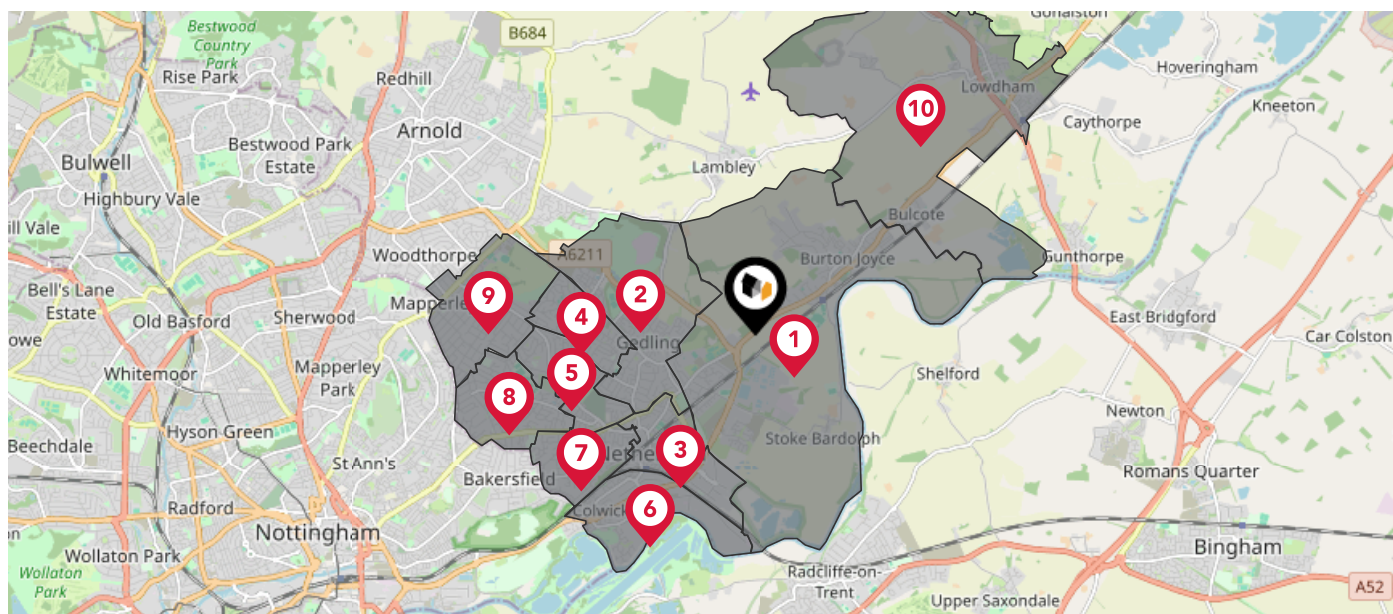 Gonalston
Bestwood
Country
Park
B684
Rise Park
Redhill
Hoveringham
Lowdham
Kneeton
10
Caythorpe
Arnold
Bestwood Park
Estate
Bulwell
Lambley
Highbury Vale
Bulcote
ill Vale
Woodthorpe
A6211
Burton Joyce
Gunthorpe
Bell's Lane
Estate
9
2
Mapperle
4
Old Basford
Sherwood
East Bridgford
owe
1
Gedling
Car Colston
Whitemoor
Mapperley
Park
5
Shelford
8
Newton
Hyson Green
Beechdale
Stoke Bardolph
7
Nethe
3
St Ann's
Romans Quarter
Bakersfield
Radford
6
Colwick
Nottingham
on
Wollaton Park
Bingham
Wollaton
Park
Radcliffe-on-
Trent
A52
Upper Saxondale